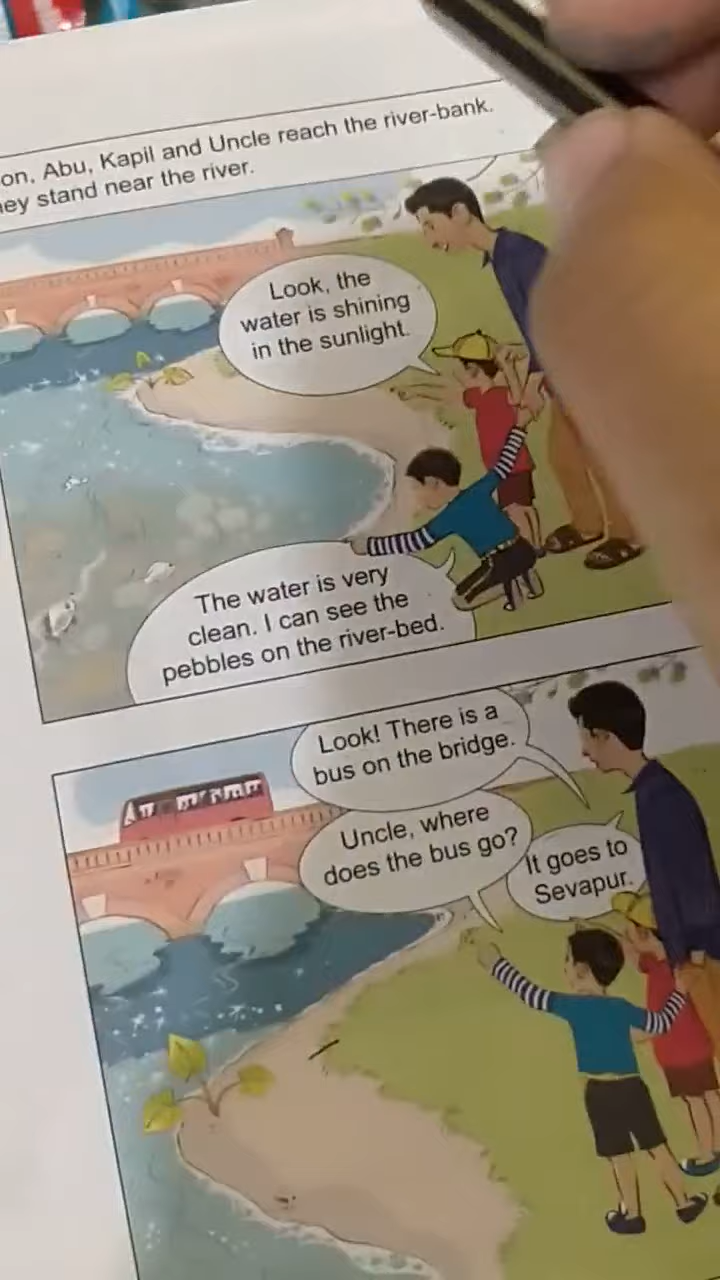 on, Abu, Kapil and Uncle reach the river-bank.
ey stand near the river.
Look, the
water is shining
in the sunlight.
The water is very
clean. I can see the
pebbles on the river-bed.
Look! There is a
bus on the bridge.
Uncle, where
does the bus go?
It goes to
Sevapur.